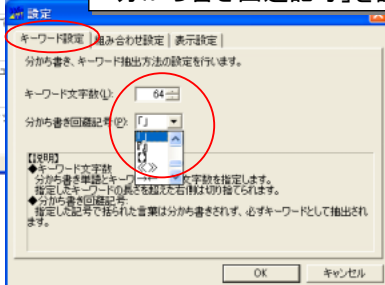 設定
キーワード設定 組み合わせ設定 表示設定
分かち書き、キーワード抽出方法の設定を行います。
キーワード文字数(L): 64
分かち書き回避記号(P): 「」
「」
『』
【】
≪≫
→←
【説明】
◆キーワード文字数
分かち書き単語とキーワ 文字数を指定します。
指定したキーワードの長さを超えた右側は切り捨てられます。
◆分かち書き回避記号:
指定した記号で括られた言葉は分かち書きされず、必ずキーワードとして抽出され
ます。
OK キャンセル